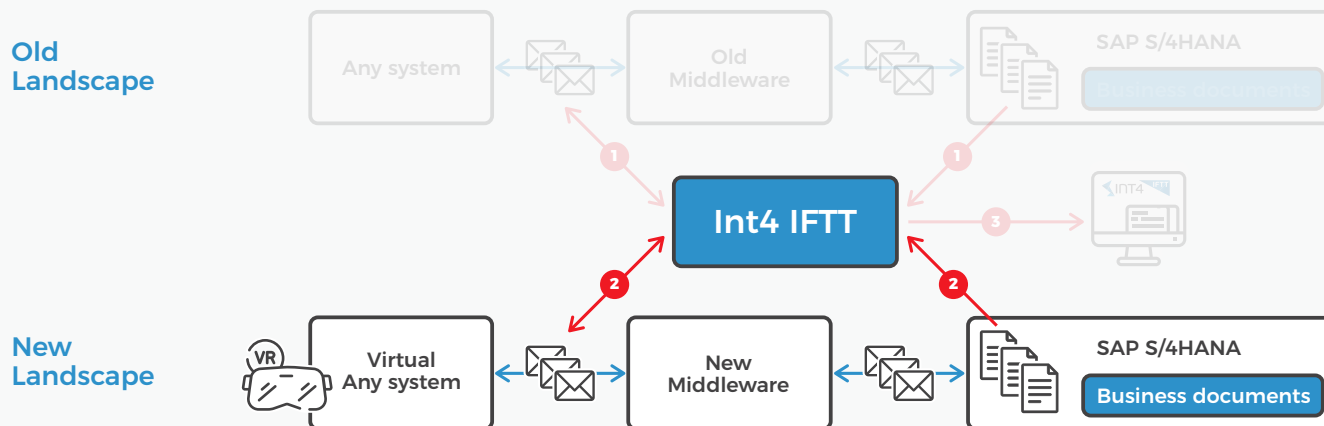 Old
Landscape
Any system
Old
Middleware
SAP S/4HANA
Business documents
1
1
Int4 IFTT
INT4 IFTT
3
2
2
New
Landscape
VR
Virtual
Any system
New
Middleware
SAP S/4HANA
Business documents